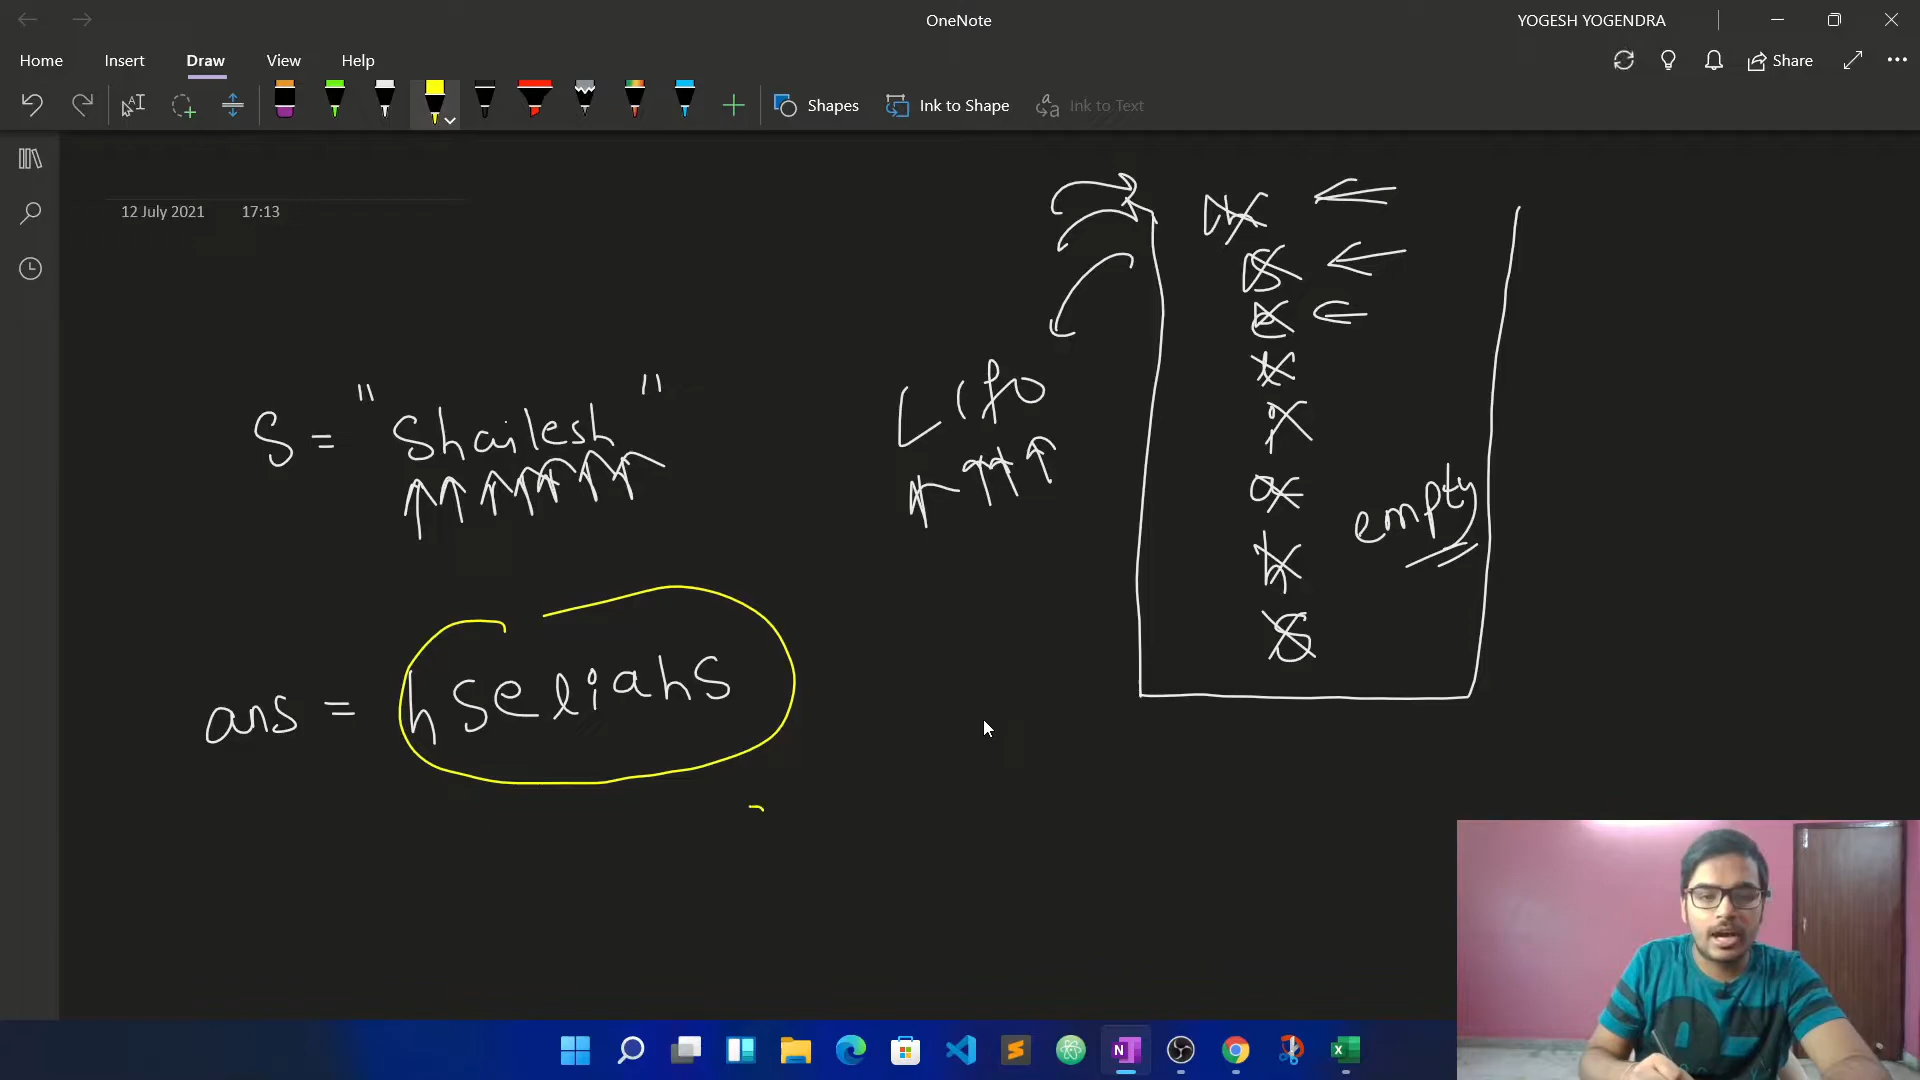 OneNote
YOGESH YOGENDRA
Home Insert Draw View Help
Share
Shapes Ink to Shape Ink to Text
12 July 2021 17:13
S = "Shailesh"
LIfo
h
s
e
l
i
a
h
s
empty
ans = hseliahs